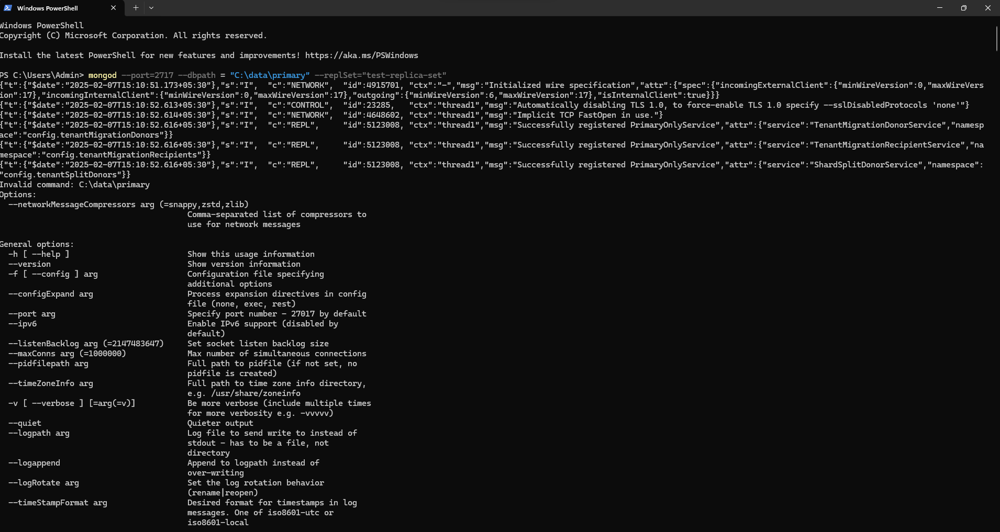 Windows PowerShell
Windows PowerShell
Copyright (C) Microsoft Corporation. All rights reserved.
Install the latest PowerShell for new features and improvements! https://aka.ms/PSWindows
PS C:\Users\Admin> mongod --port=2717 --dbpath = "C:\data\primary" --replSet="test-replica-set"
{"t":{"$date":"2025-02-07T15:10:51.173+05:30"},"s":"I",  "c":"NETWORK",  "id":4915701, "ctx":"-","msg":"Initialized wire specification","attr":{"spec":{"incomingExternalClient":{"minWireVersion":0,"maxWireVers
ion":17},"incomingInternalClient":{"minWireVersion":0,"maxWireVersion":17},"outgoing":{"minWireVersion":6,"maxWireVersion":17},"isInternalClient":true}}}
{"t":{"$date":"2025-02-07T15:10:52.613+05:30"},"s":"I",  "c":"CONTROL",  "id":23285,   "ctx":"thread1","msg":"Automatically disabling TLS 1.0, to force-enable TLS 1.0 specify --sslDisabledProtocols 'none'"}
{"t":{"$date":"2025-02-07T15:10:52.614+05:30"},"s":"I",  "c":"NETWORK",  "id":4648602, "ctx":"thread1","msg":"Implicit TCP FastOpen in use."}
{"t":{"$date":"2025-02-07T15:10:52.616+05:30"},"s":"I",  "c":"REPL",     "id":5123008, "ctx":"thread1","msg":"Successfully registered PrimaryOnlyService","attr":{"service":"TenantMigrationDonorService","namesp
ace":"config.tenantMigrationDonors"}}
{"t":{"$date":"2025-02-07T15:10:52.616+05:30"},"s":"I",  "c":"REPL",     "id":5123008, "ctx":"thread1","msg":"Successfully registered PrimaryOnlyService","attr":{"service":"TenantMigrationRecipientService","na
mespace":"config.tenantMigrationRecipients"}}
{"t":{"$date":"2025-02-07T15:10:52.616+05:30"},"s":"I",  "c":"REPL",     "id":5123008, "ctx":"thread1","msg":"Successfully registered PrimaryOnlyService","attr":{"service":"ShardSplitDonorService","namespace":
"config.tenantSplitDonors"}}
Invalid command: C:\data\primary
Options:
--networkMessageCompressors arg (=snappy,zstd,zlib)
Comma-separated list of compressors to
use for network messages
General options:
-h [ --help ] Show this usage information
--version Show version information
-f [ --config ] arg Configuration file specifying
additional options
--configExpand arg Process expansion directives in config
file (none, exec, rest)
--port arg Specify port number - 27017 by default
--ipv6 Enable IPv6 support (disabled by
default)
--listenBacklog arg (=2147483647) Set socket listen backlog size
--maxConns arg (=1000000) Max number of simultaneous connections
--pidfilepath arg Full path to pidfile (if not set, no
pidfile is created)
--timeZoneInfo arg Full path to time zone info directory,
e.g. /usr/share/zoneinfo
-v [ --verbose ] [=arg(=v)] Be more verbose (include multiple times
for more verbosity e.g. -vvvvv)
--quiet Quieter output
--logpath arg Log file to send write to instead of
stdout - has to be a file, not
directory
--logappend Append to logpath instead of
over-writing
--logRotate arg Set the log rotation behavior
(rename|reopen)
--timeStampFormat arg Desired format for timestamps in log
messages. One of iso8601-utc or
iso8601-local